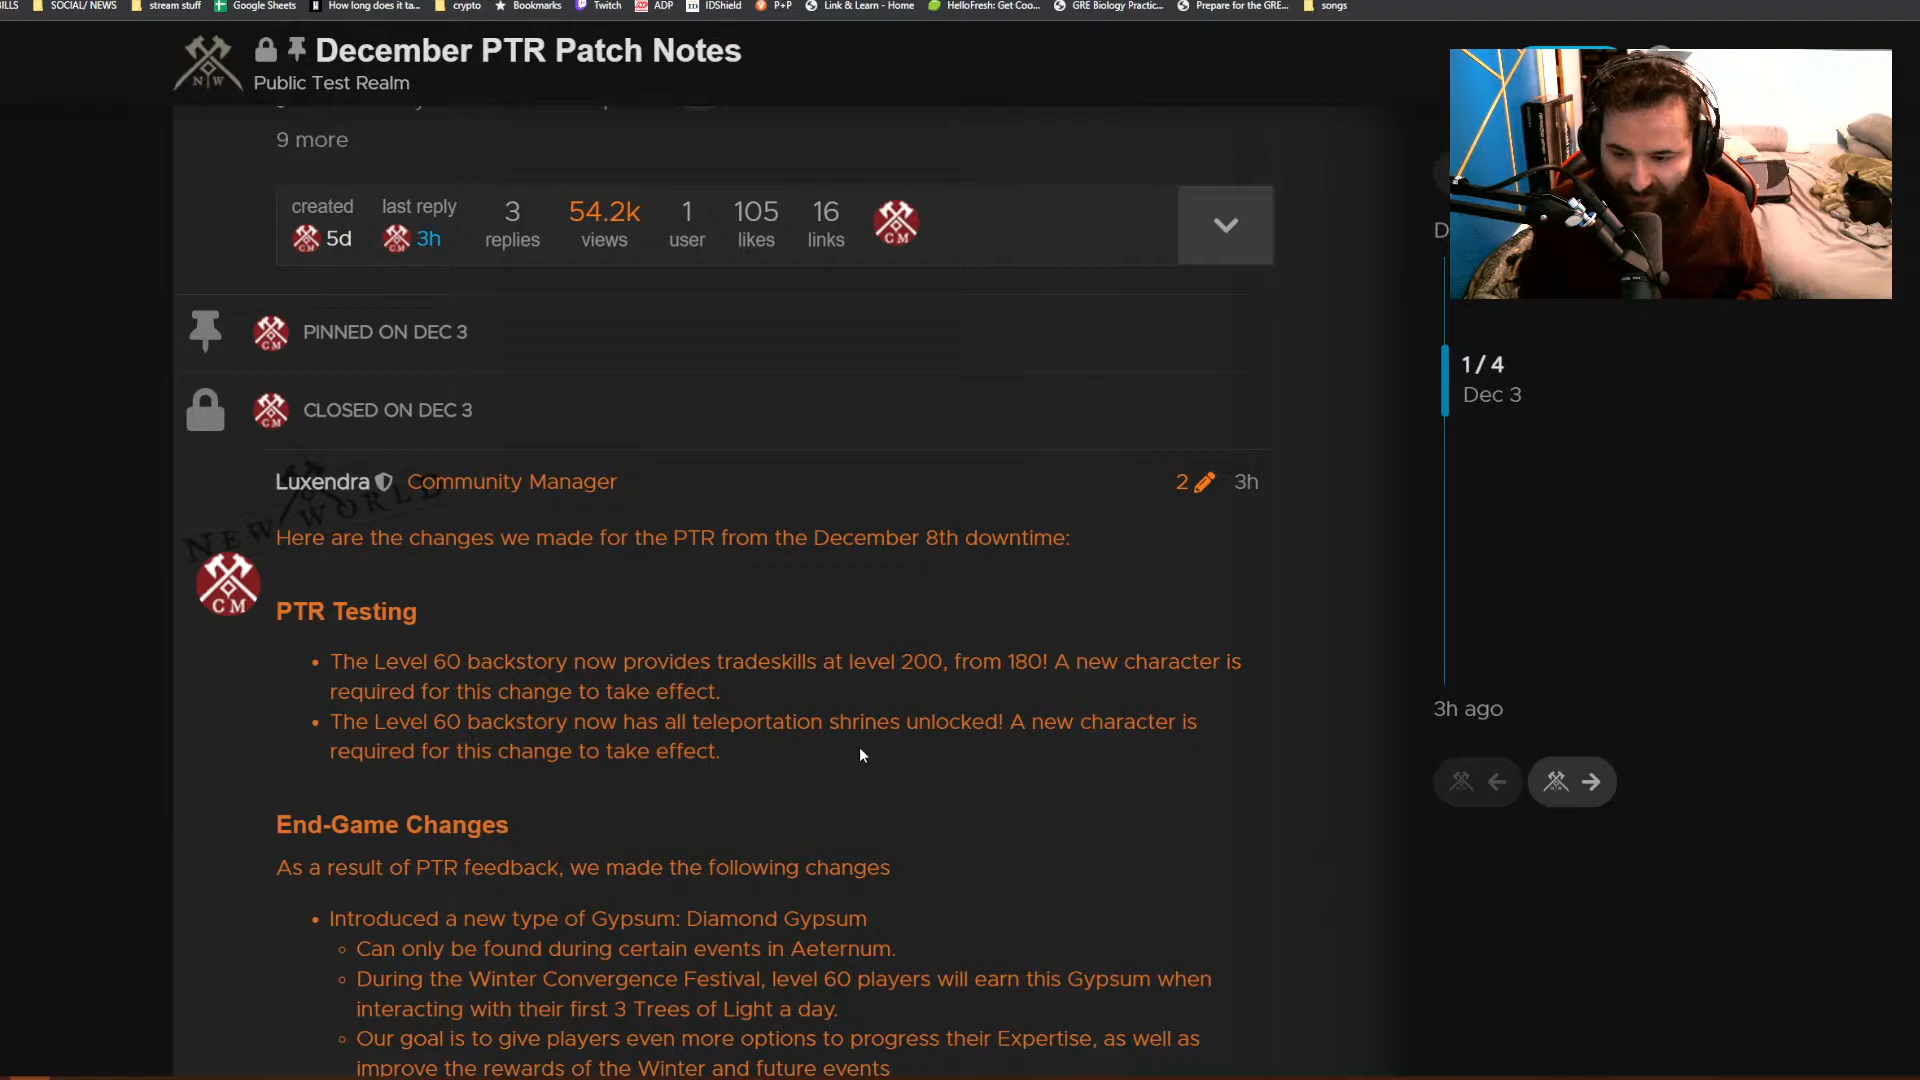 BILLS SOCIAL/ NEWS stream stuff Google Sheets How long does it ta... crypto Bookmarks Twitch ADP IDShield P+P Link & Learn - Home HelloFresh: Get Coo... GRE Biology Practic... Prepare for the GRE... songs
December PTR Patch Notes
N W
Public Test Realm
9 more
created last reply 3 54.2k 1 105 16
5d 3h replies views user likes links
CM
PINNED ON DEC 3
CLOSED ON DEC 3
1 / 4
Dec 3
Luxendra Community Manager 2 3h
NEW WORLD
Here are the changes we made for the PTR from the December 8th downtime:
CM
PTR Testing
• The Level 60 backstory now provides tradeskills at level 200, from 180! A new character is
required for this change to take effect.
• The Level 60 backstory now has all teleportation shrines unlocked! A new character is
required for this change to take effect.
3h ago
End-Game Changes
As a result of PTR feedback, we made the following changes
• Introduced a new type of Gypsum: Diamond Gypsum
◦ Can only be found during certain events in Aeternum.
◦ During the Winter Convergence Festival, level 60 players will earn this Gypsum when
interacting with their first 3 Trees of Light a day.
◦ Our goal is to give players even more options to progress their Expertise, as well as
improve the rewards of the Winter and future events